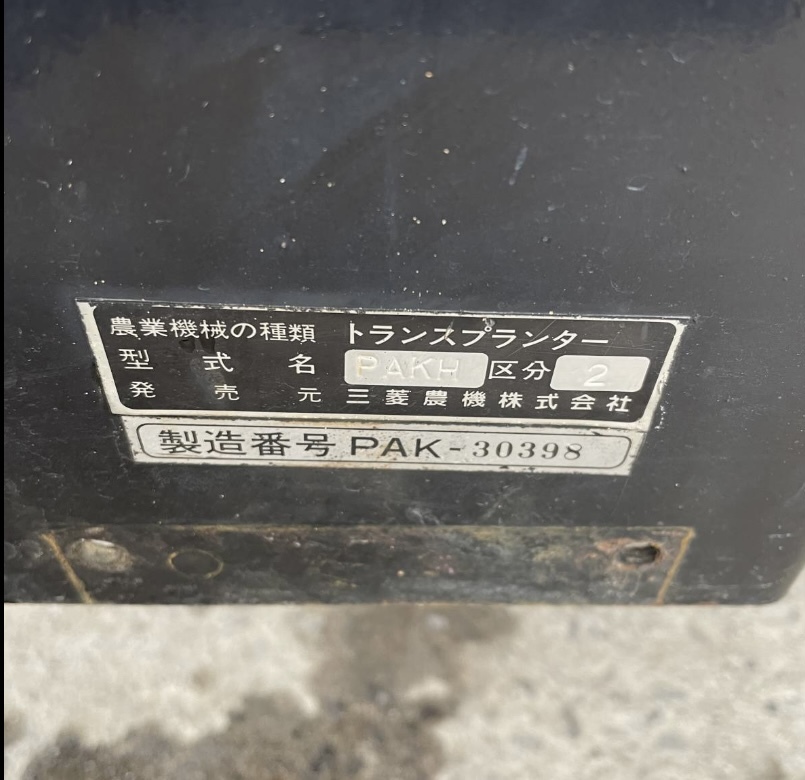 農業機械の種類 トランスプランター
型式名 PAKH 区分 2
発売元 三菱農機株式会社
製造番号 PAK-30398